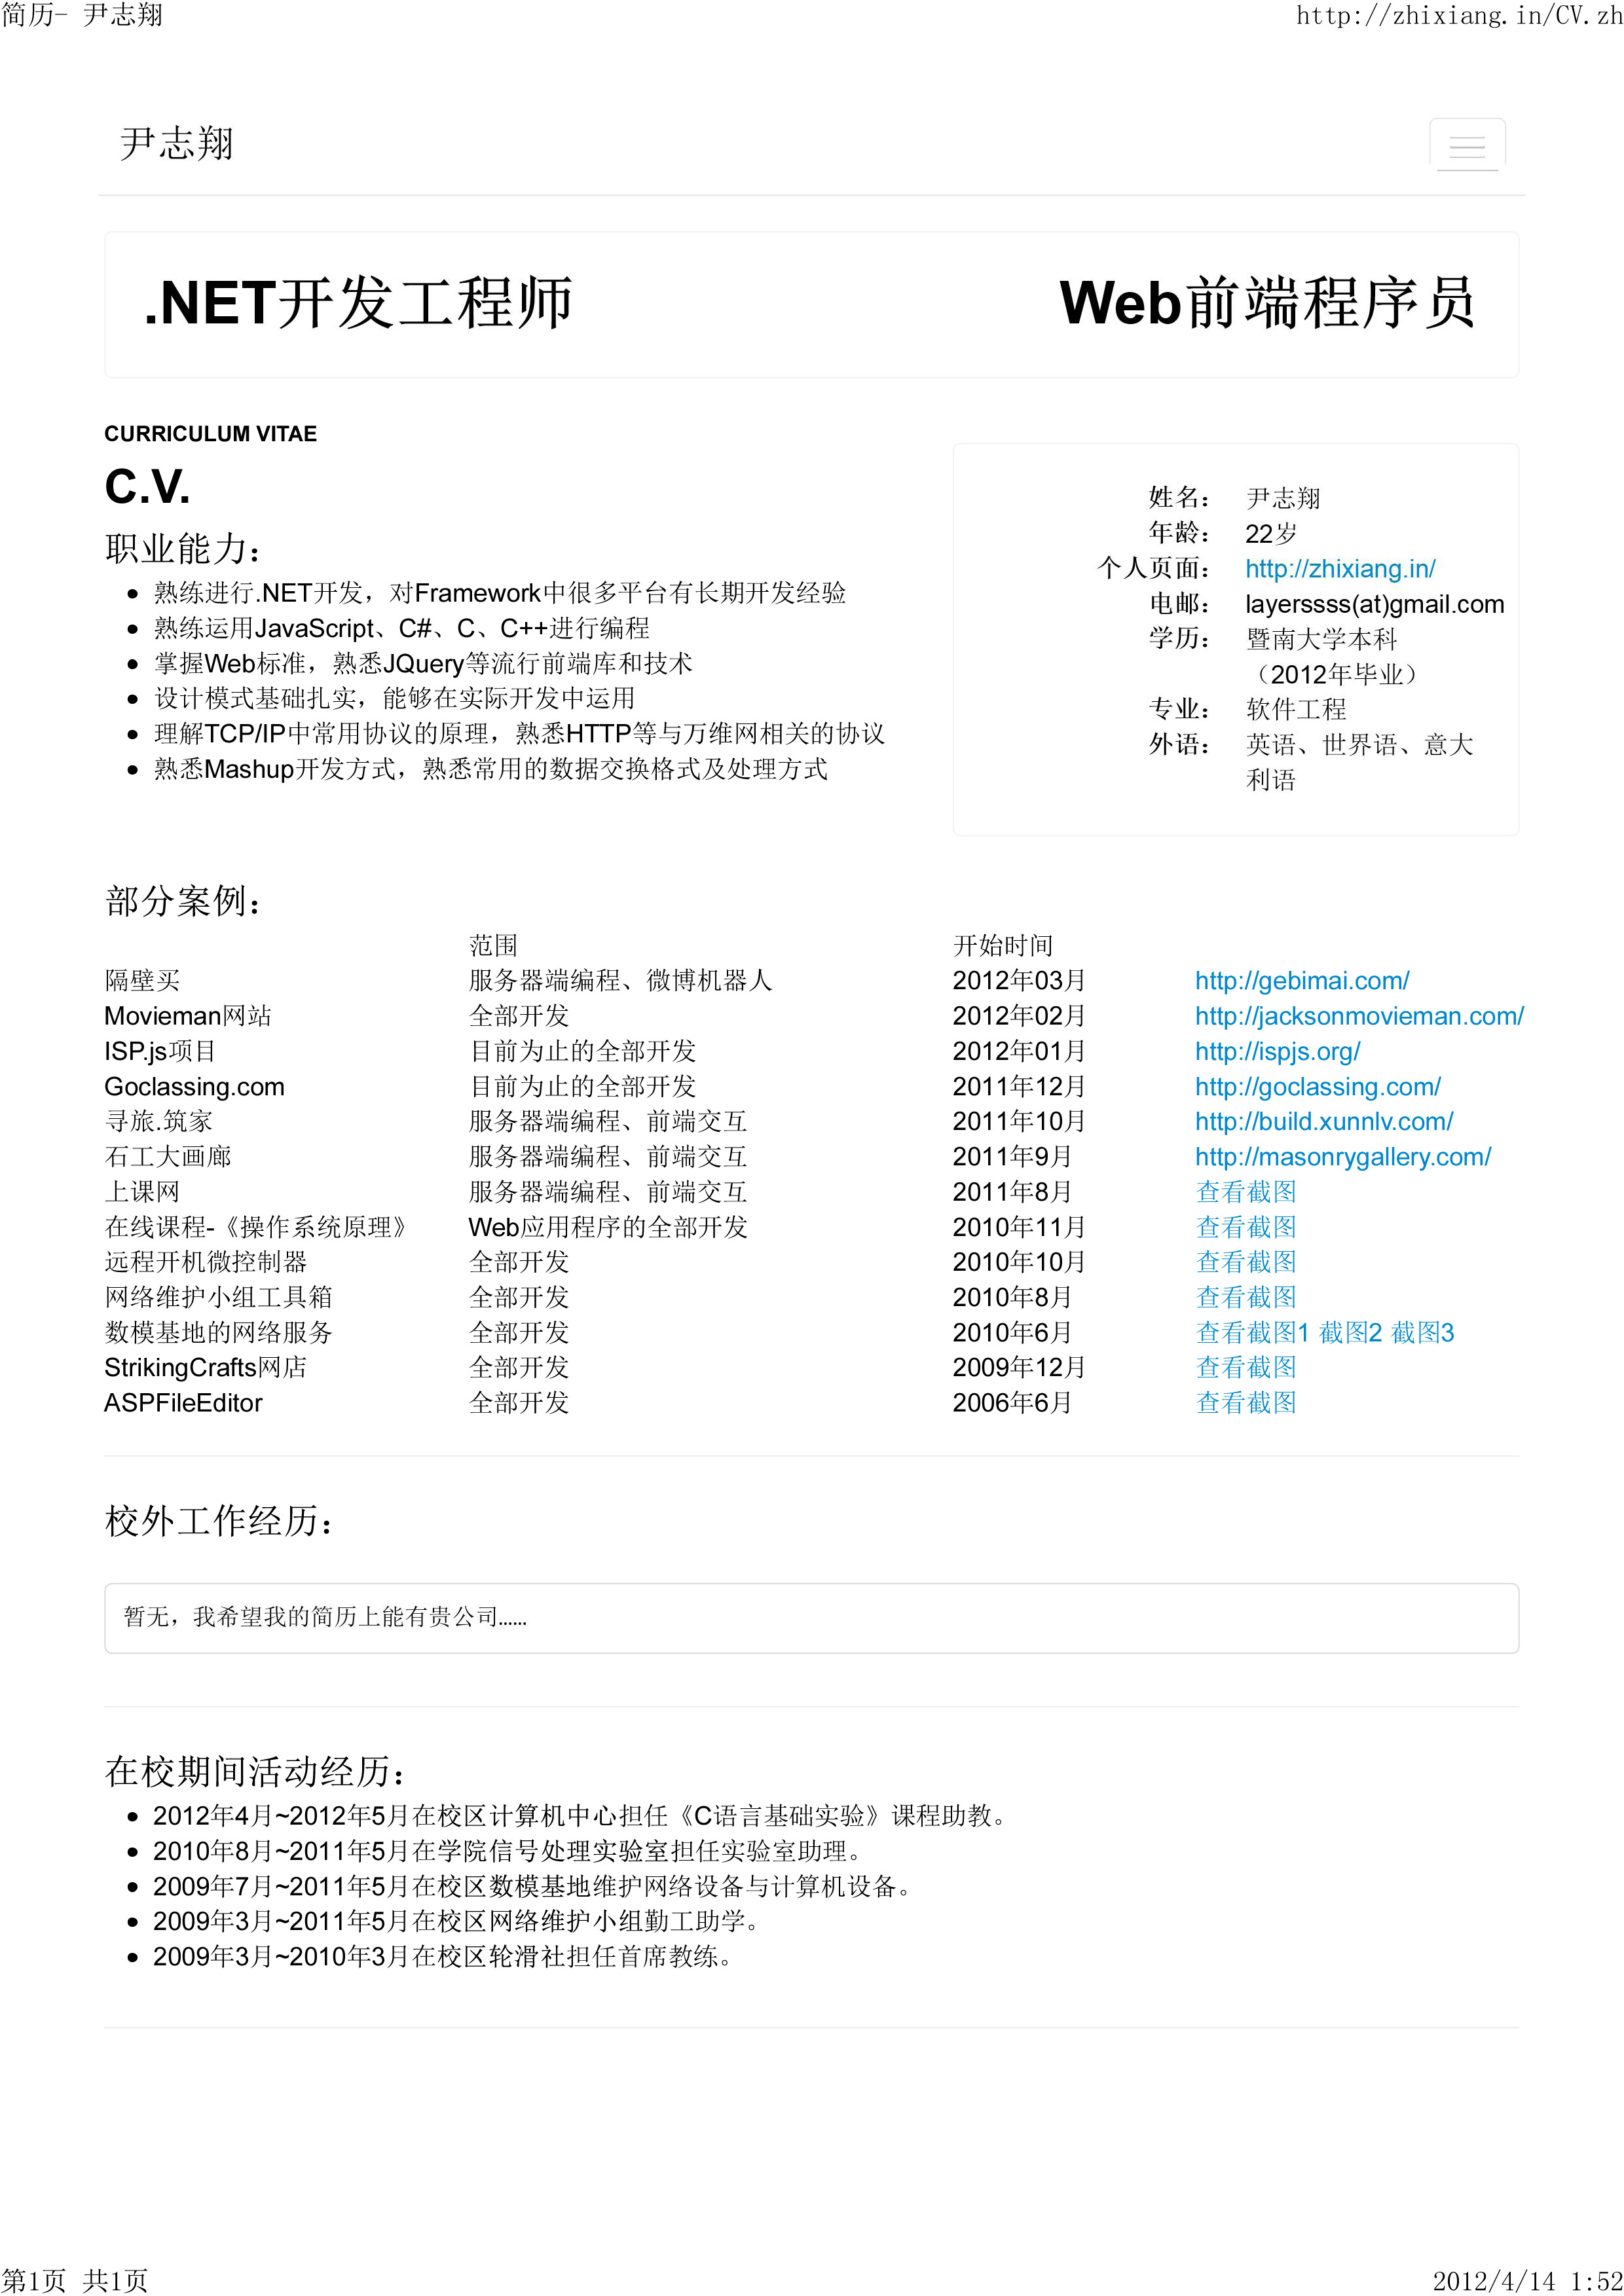 简历- 尹志翔
http://zhixiang.in/CV.zh
尹志翔
.NET开发工程师
Web前端程序员
CURRICULUM VITAE
C.V.
职业能力：
熟练进行.NET开发，对Framework中很多平台有长期开发经验
熟练运用JavaScript、C#、C、C++进行编程
掌握Web标准，熟悉JQuery等流行前端库和技术
设计模式基础扎实，能够在实际开发中运用
理解TCP/IP中常用协议的原理，熟悉HTTP等与万维网相关的协议
熟悉Mashup开发方式，熟悉常用的数据交换格式及处理方式
姓名： 尹志翔
年龄： 22岁
个人页面： http://zhixiang.in/
电邮： layerssss(at)gmail.com
学历： 暨南大学本科
（2012年毕业）
专业： 软件工程
外语： 英语、世界语、意大
利语
部分案例：
范围 开始时间
隔壁买 服务器端编程、微博机器人 2012年03月 http://gebimai.com/
Movieman网站 全部开发 2012年02月 http://jacksonmovieman.com/
ISP.js项目 目前为止的全部开发 2012年01月 http://ispjs.org/
Goclassing.com 目前为止的全部开发 2011年12月 http://goclassing.com/
寻旅.筑家 服务器端编程、前端交互 2011年10月 http://build.xunnlv.com/
石工大画廊 服务器端编程、前端交互 2011年9月 http://masonrygallery.com/
上课网 服务器端编程、前端交互 2011年8月 查看截图
在线课程-《操作系统原理》 Web应用程序的全部开发 2010年11月 查看截图
远程开机微控制器 全部开发 2010年10月 查看截图
网络维护小组工具箱 全部开发 2010年8月 查看截图
数模基地的网络服务 全部开发 2010年6月 查看截图1 截图2 截图3
StrikingCrafts网店 全部开发 2009年12月 查看截图
ASPFileEditor 全部开发 2006年6月 查看截图
校外工作经历：
暂无，我希望我的简历上能有贵公司......
在校期间活动经历：
2012年4月~2012年5月在校区计算机中心担任《C语言基础实验》课程助教。
2010年8月~2011年5月在学院信号处理实验室担任实验室助理。
2009年7月~2011年5月在校区数模基地维护网络设备与计算机设备。
2009年3月~2011年5月在校区网络维护小组勤工助学。
2009年3月~2010年3月在校区轮滑社担任首席教练。
第1页 共1页
2012/4/14 1:52